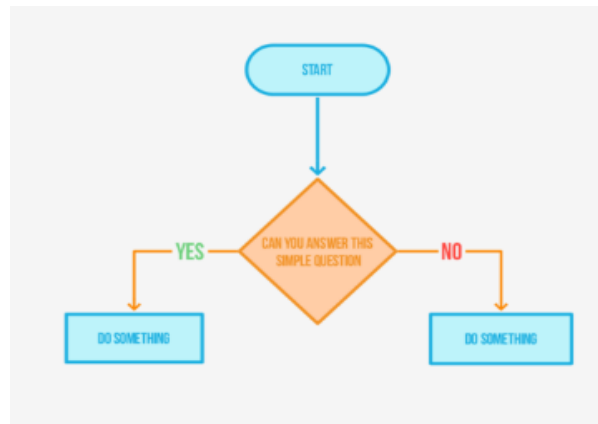 START
CAN YOU ANSWER THIS
SIMPLE QUESTION
YES
NO
DO SOMETHING
DO SOMETHING